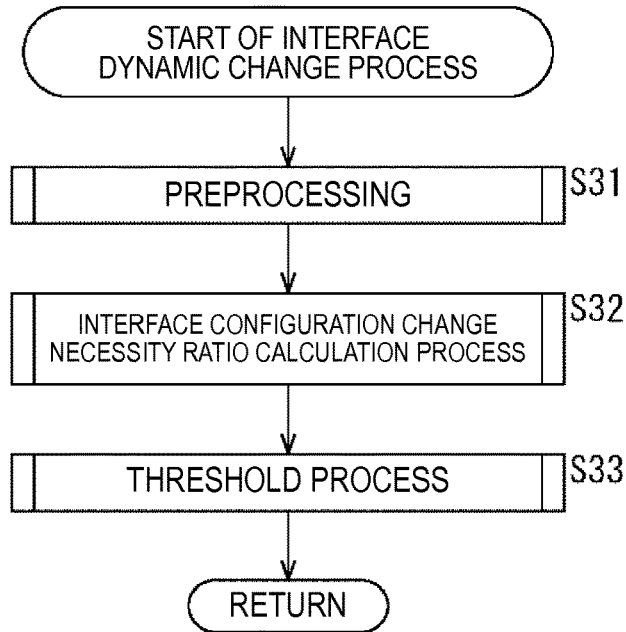 START OF INTERFACE
DYNAMIC CHANGE PROCESS
PREPROCESSING
S31
INTERFACE CONFIGURATION CHANGE
NECESSITY RATIO CALCULATION PROCESS
S32
THRESHOLD PROCESS
S33
RETURN